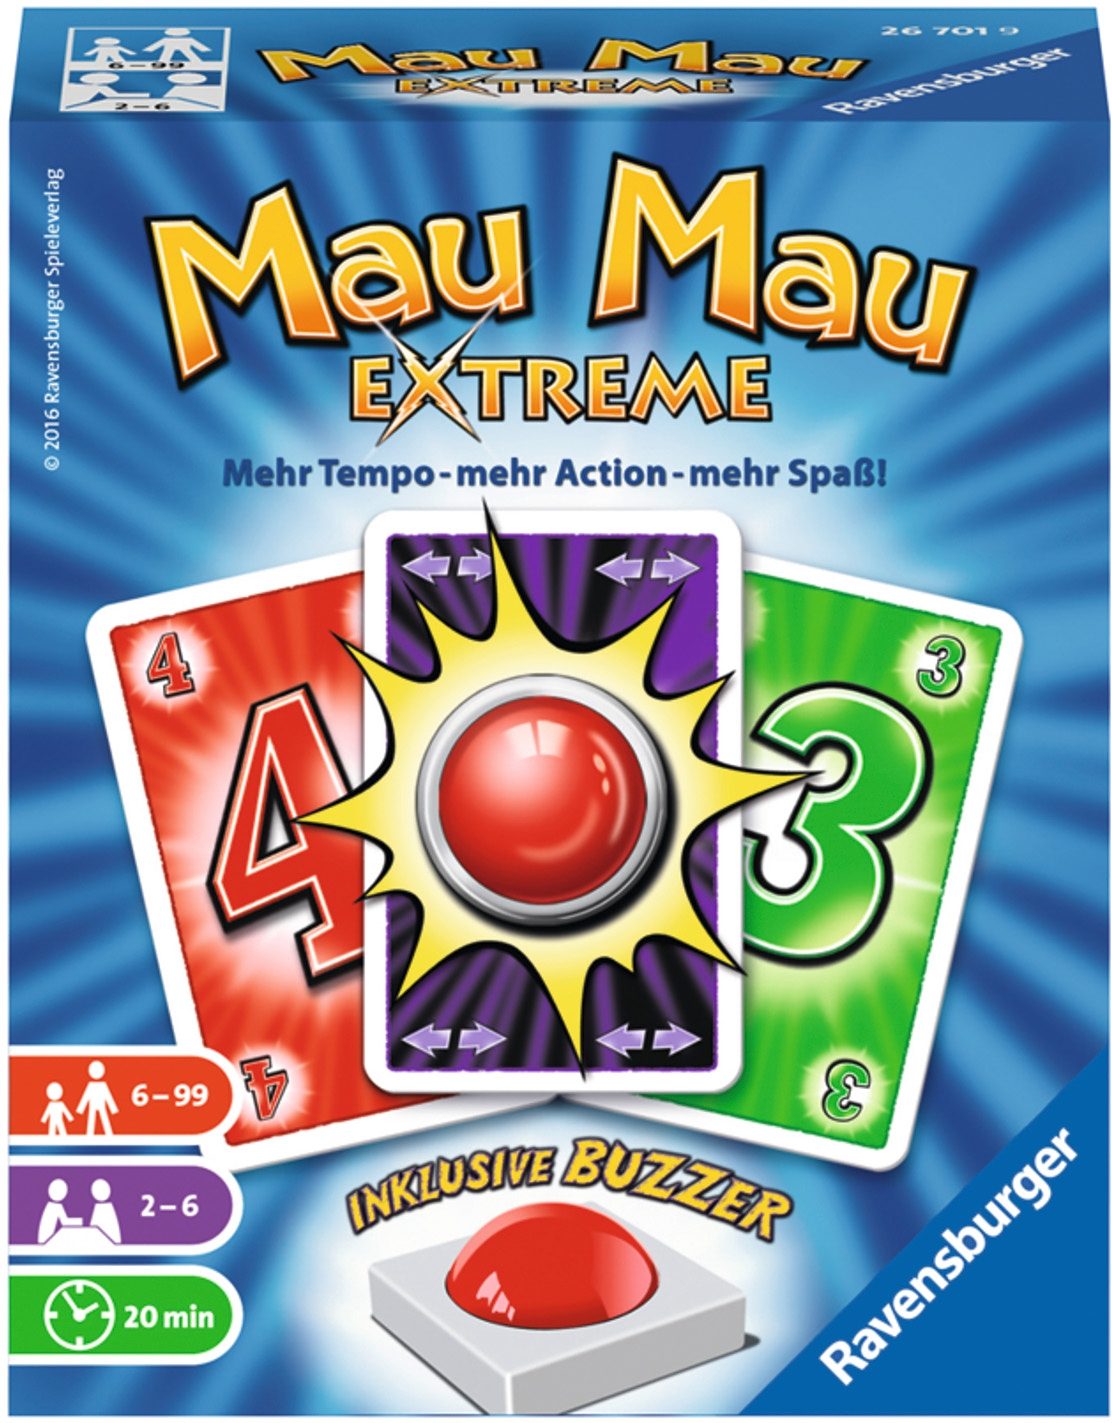 6–99
2–6
Mau Mau
EXTREME
26 701 9
Ravensburger
© 2016 Ravensburger Spieleverlag
Mau Mau
EXTREME
Mehr Tempo - mehr Action - mehr Spaß!
4
3
4
3
4
3
6–99
2–6
20 min
INKLUSIVE BUZZER
Ravensburger